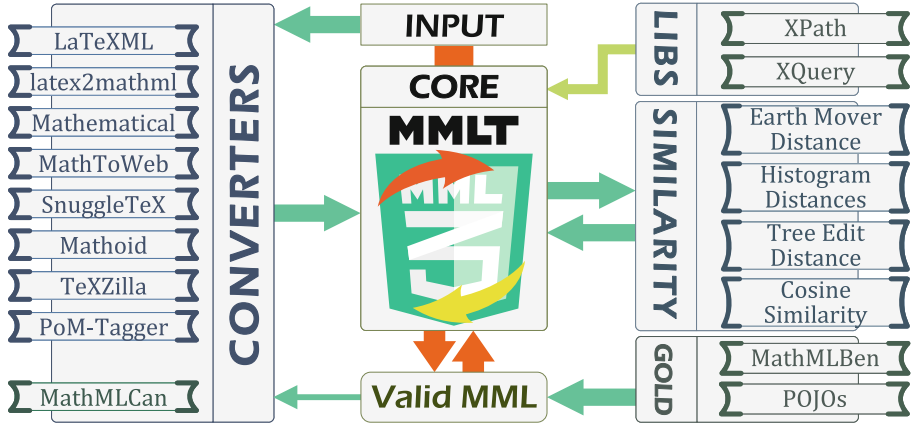 LaTeXML
latex2mathml
Mathematical
MathToWeb
SnuggleTeX
Mathoid
TeXZilla
PoM-Tagger
MathMLCan
CONVERTERS
INPUT
CORE
MMLT
MML
Valid MML
LIBS
XPath
XQuery
SIMILARITY
Earth Mover
Distance
Histogram
Distances
Tree Edit
Distance
Cosine
Similarity
GOLD
MathMLBen
POJOs